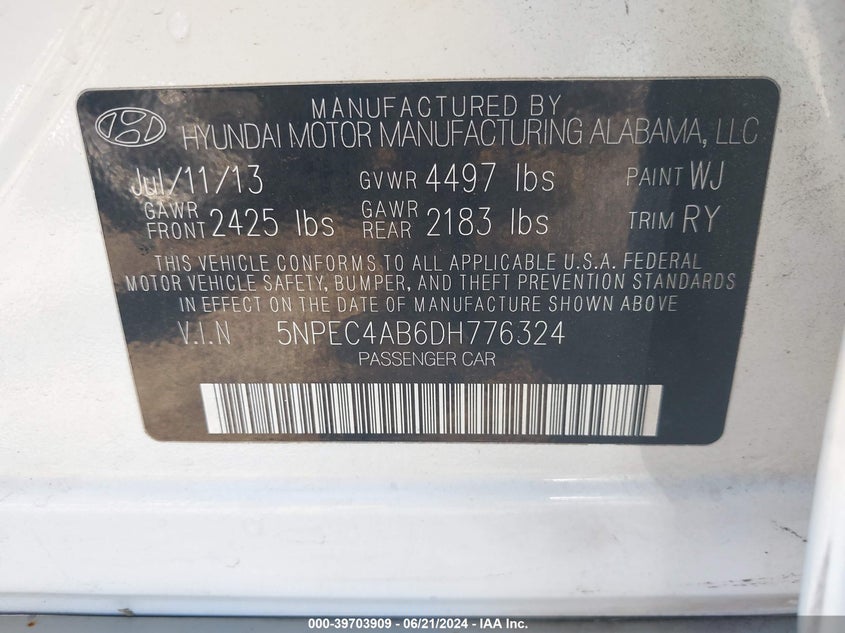 MANUFACTURED BY
HYUNDAI MOTOR MANUFACTURING ALABAMA, LLC
Jul/11/13 GVWR 4497 lbs PAINT WJ
GAWR FRONT 2425 lbs GAWR REAR 2183 lbs TRIM RY
THIS VEHICLE CONFORMS TO ALL APPLICABLE U.S.A. FEDERAL
MOTOR VEHICLE SAFETY, BUMPER, AND THEFT PREVENTION STANDARDS
IN EFFECT ON THE DATE OF MANUFACTURE SHOWN ABOVE
V.I.N 5NPEC4AB6DH776324
PASSENGER CAR
000-39703909 - 06/21/2024 - IAA Inc.